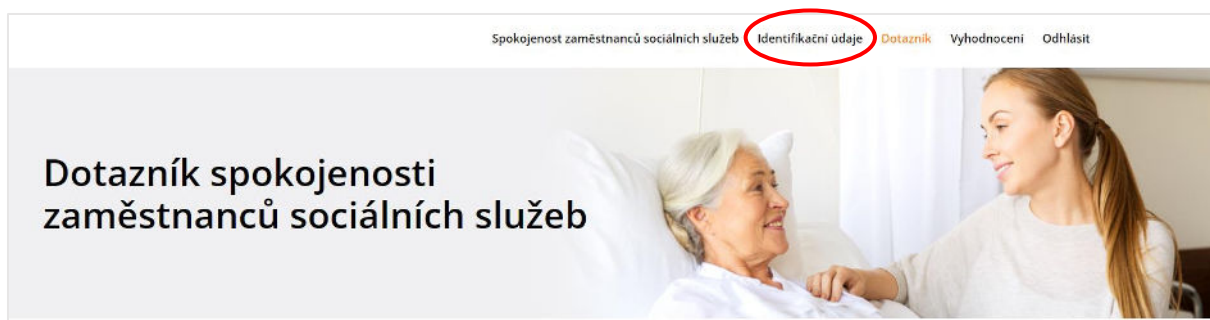 Spokojenost zaměstnanců sociálních služeb Identifikační údaje Dotazník Vyhodnocení Odhlásit
Dotazník spokojenosti
zaměstnanců sociálních služeb